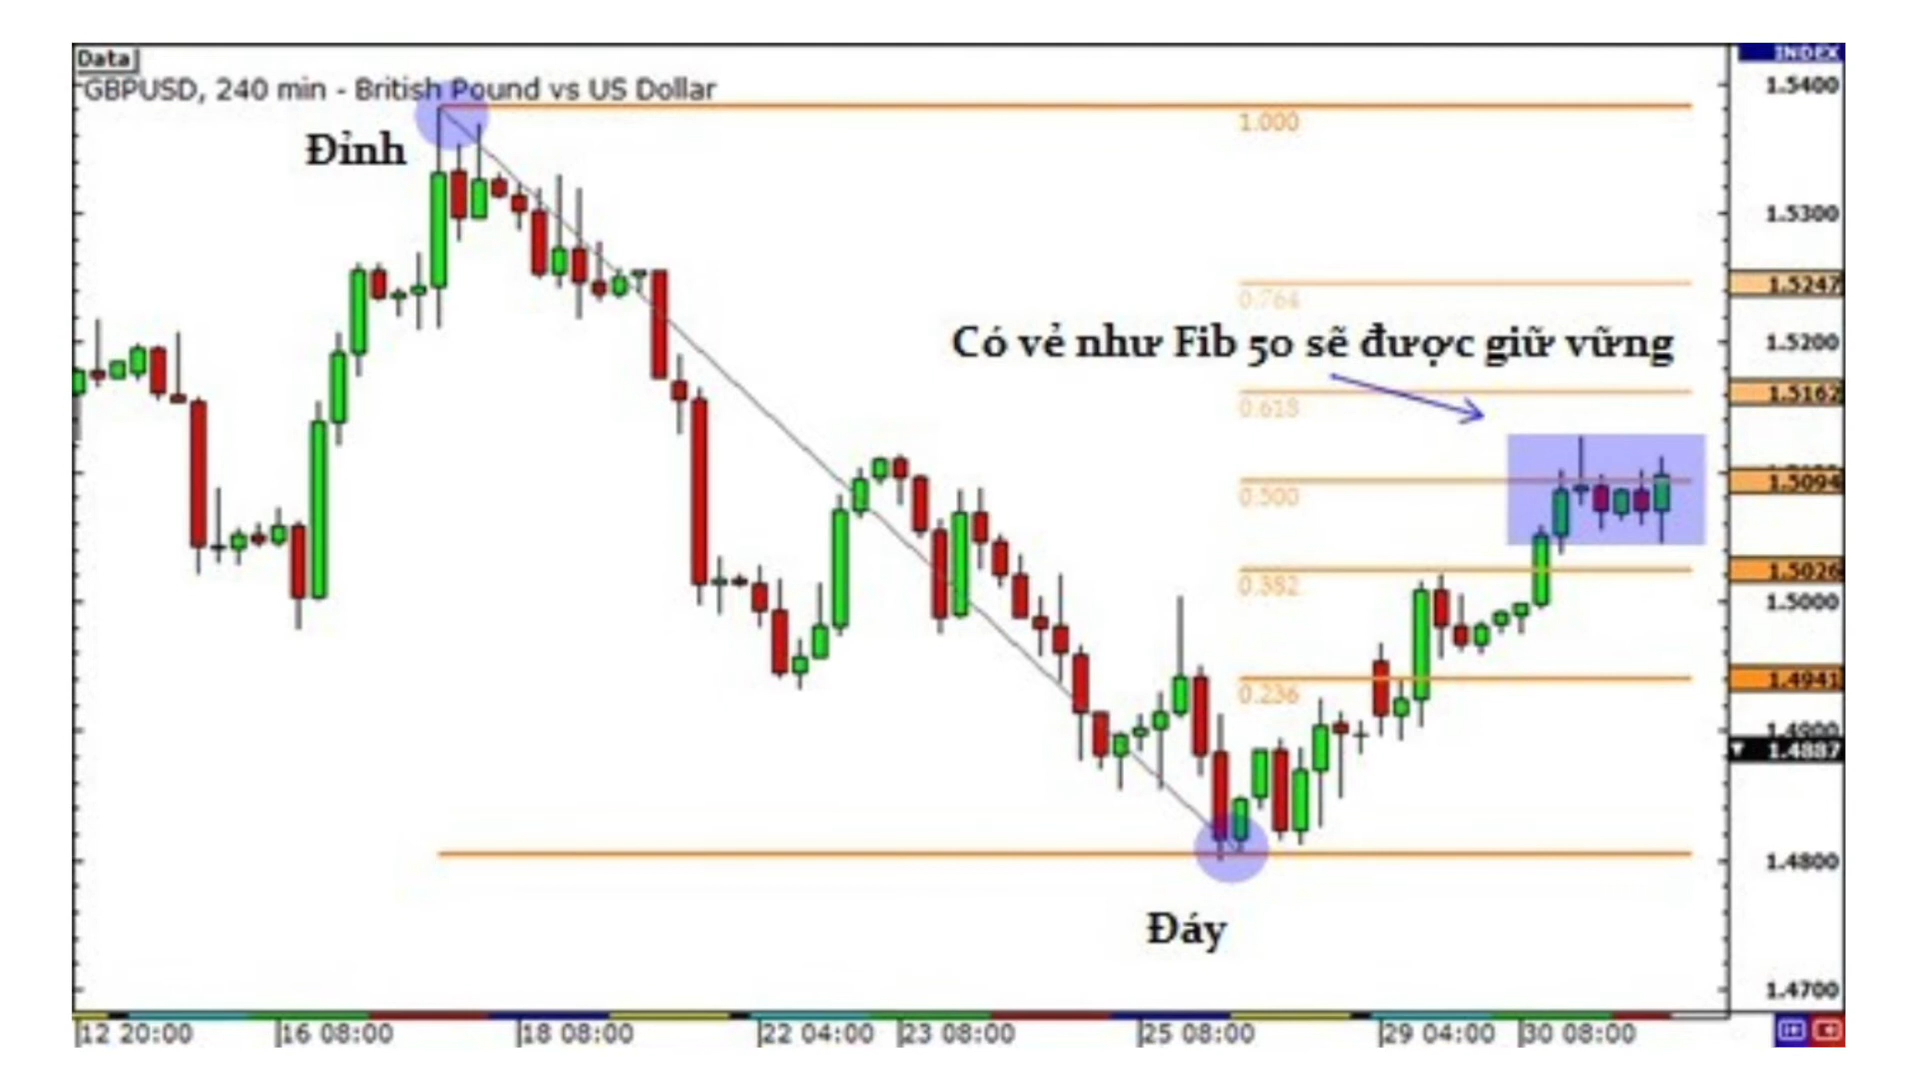 Data
INDEX
GBPUSD, 240 min - British Pound vs US Dollar
1.5400
1.000
Đỉnh
1.5300
1.5247
0.764
Có vẻ như Fib 50 sẽ được giữ vững
1.5200
1.5162
0.618
1.5094
0.500
1.5026
0.382
1.5000
1.4941
0.236
1.4900
1.4887
1.4800
Đáy
1.4700
12 20:00 16 08:00 18 08:00 22 04:00 23 08:00 25 08:00 29 04:00 30 08:00